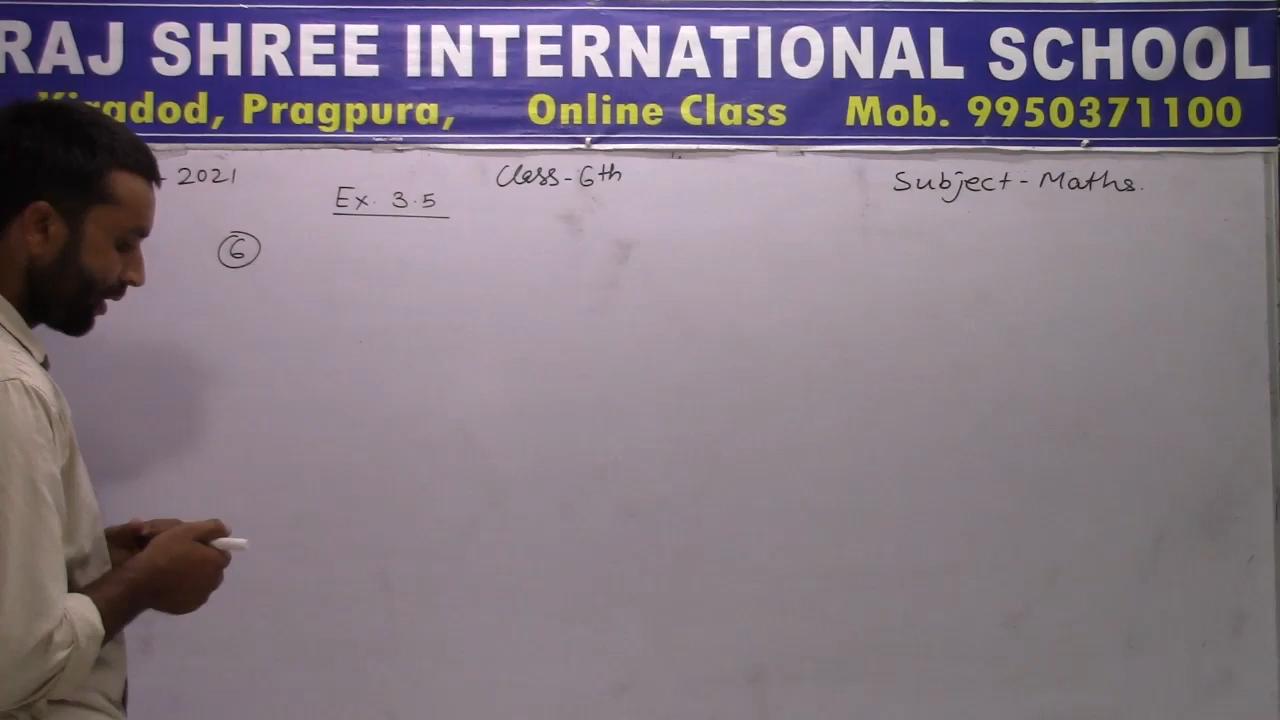 RAJ SHREE INTERNATIONAL SCHOOL
Kiradod, Pragpura, Online Class Mob. 9950371100
2021 Class-6th Subject - Maths.
Ex. 3.5
6